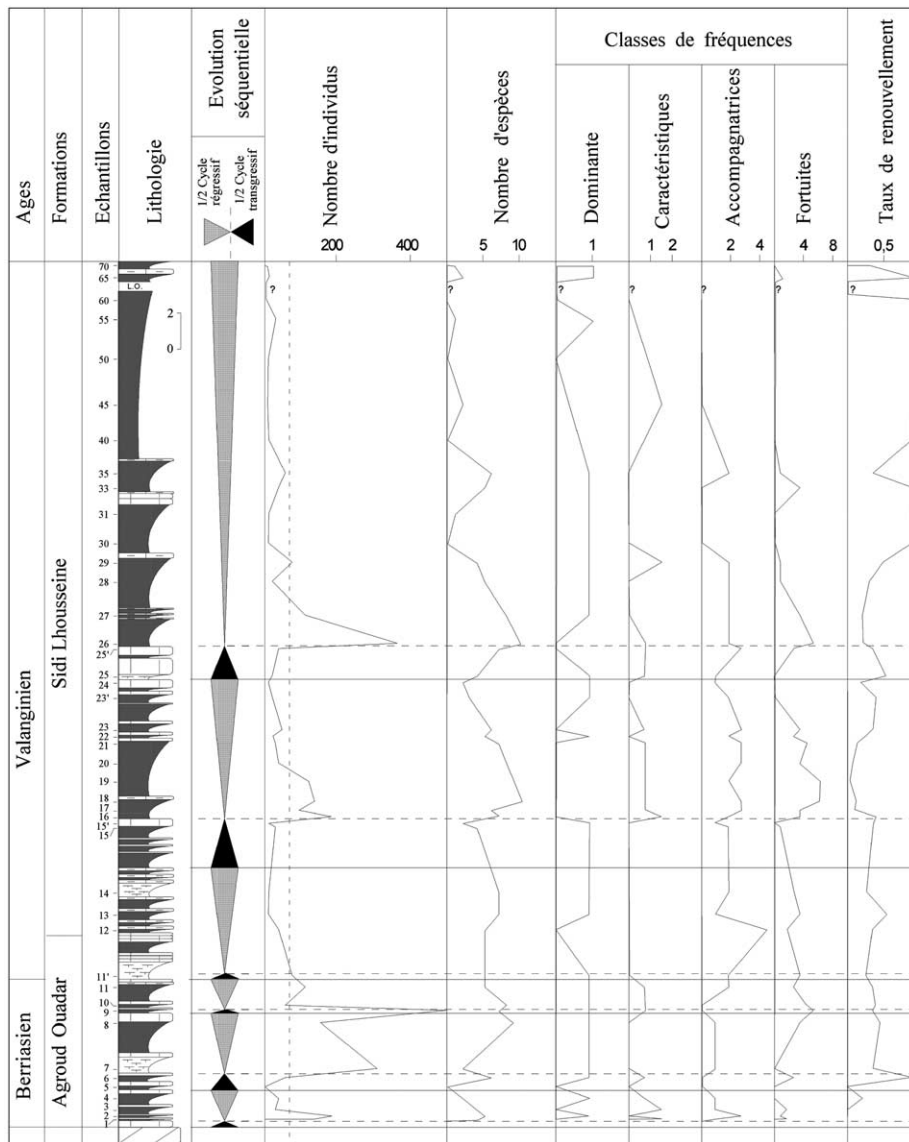 Ages
Formations
Echantillons
Lithologie
Evolution
séquentielle
1/2 Cycle
régressif
1/2 Cycle
transgressif
Nombre d'individus
200 400
Nombre d'espèces
5 10
Classes de fréquences
Dominante
1
Caractéristiques
1 2
Accompagnatrices
2 4
Fortuites
4 8
Taux de renouvellement
0,5
Valanginien
Berriasien
Sidi Lhousseine
Agroud Ouadar
70
65
L.O.
? ? ? ? ? ? ?
60
2
55
0
50
45
40
35
33
31
30
29
28
27
26
25'
25
24
23'
23
22
21
20
19
18
17
16
15'
15
14
13
12
11'
11
10
9
8
7
6
5
4
3
2
1